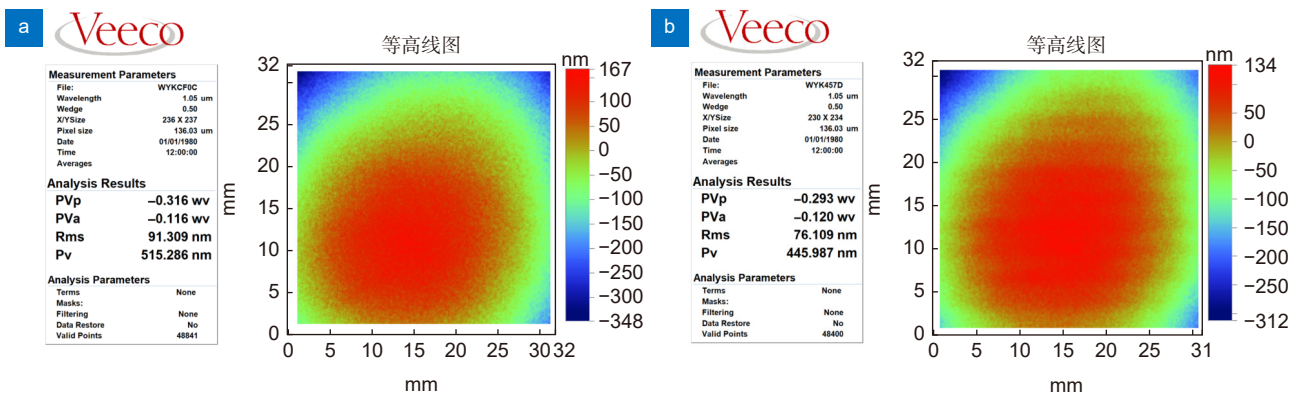 a
Veeco
Measurement Parameters
File: WYKCF0C
Wavelength 1.05 um
Wedge 0.50
X/YSize 236 X 237
Pixel size 136.03 um
Date 01/01/1980
Time 12:00:00
Averages
Analysis Results
PVp −0.316 wv
PVa −0.116 wv
Rms 91.309 nm
Pv 515.286 nm
Analysis Parameters
Terms None
Masks:
Filtering None
Data Restore No
Valid Points 48841
等高线图
mm
32
25
20
15
10
5
0
0 5 10 15 20 25 30 32
mm
nm
167
100
50
0
−50
−100
−150
−200
−250
−300
−348
b
Veeco
Measurement Parameters
File: WYK457D
Wavelength 1.05 um
Wedge 0.50
X/YSize 230 X 234
Pixel size 136.03 um
Date 01/01/1980
Time 12:00:00
Averages
Analysis Results
PVp −0.293 wv
PVa −0.120 wv
Rms 76.109 nm
Pv 445.987 nm
Analysis Parameters
Terms None
Masks:
Filtering None
Data Restore No
Valid Points 48400
等高线图
mm
32
25
20
15
10
5
0
0 5 10 15 20 25 31
mm
nm
134
50
0
−50
−100
−150
−200
−250
−312